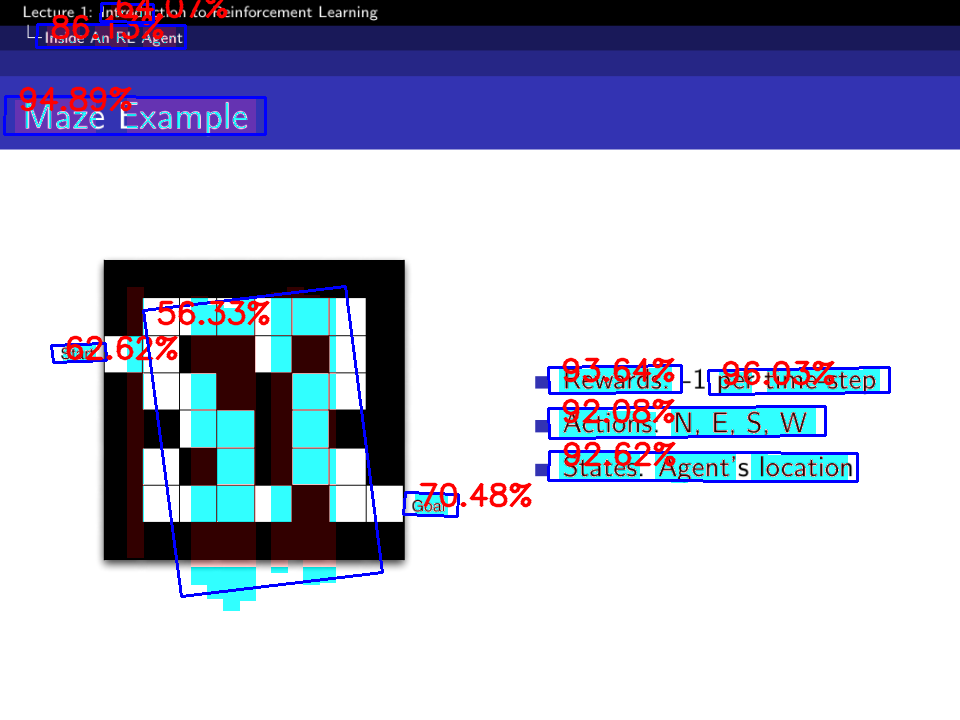 Lecture 1: Introduction to Reinforcement Learning
64.07%
Inside An RL Agent
86.13%
Maze Example
94.89%
56.33%
Start
62.62%
Rewards: -1 per time-step
93.64%
96.03%
Actions: N, E, S, W
92.08%
States: Agent's location
92.62%
Goal
70.48%